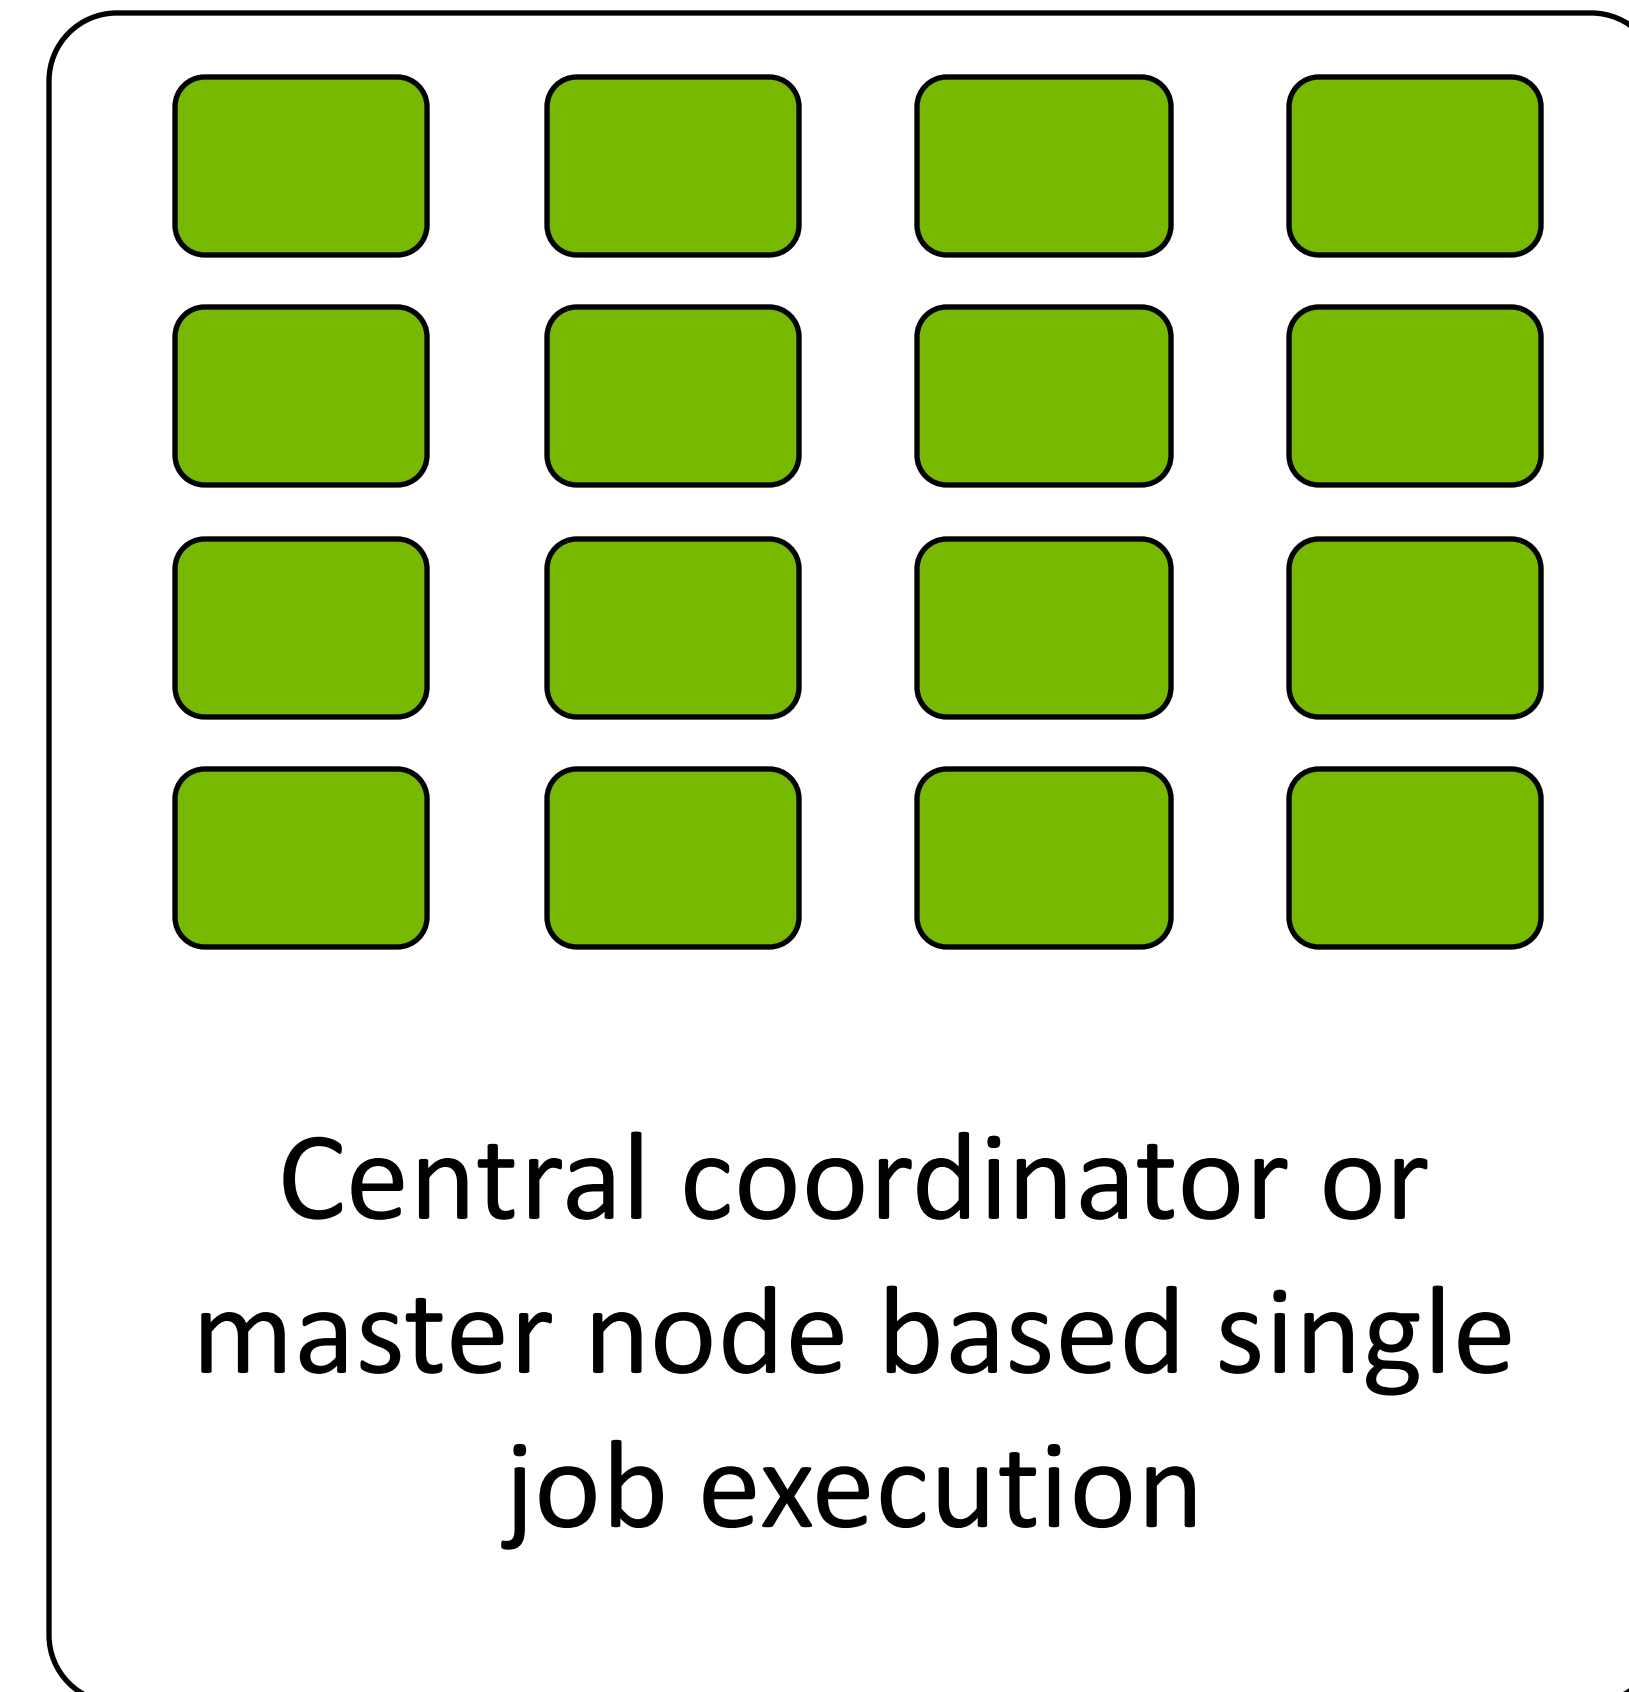 Central coordinator or
master node based single
job execution